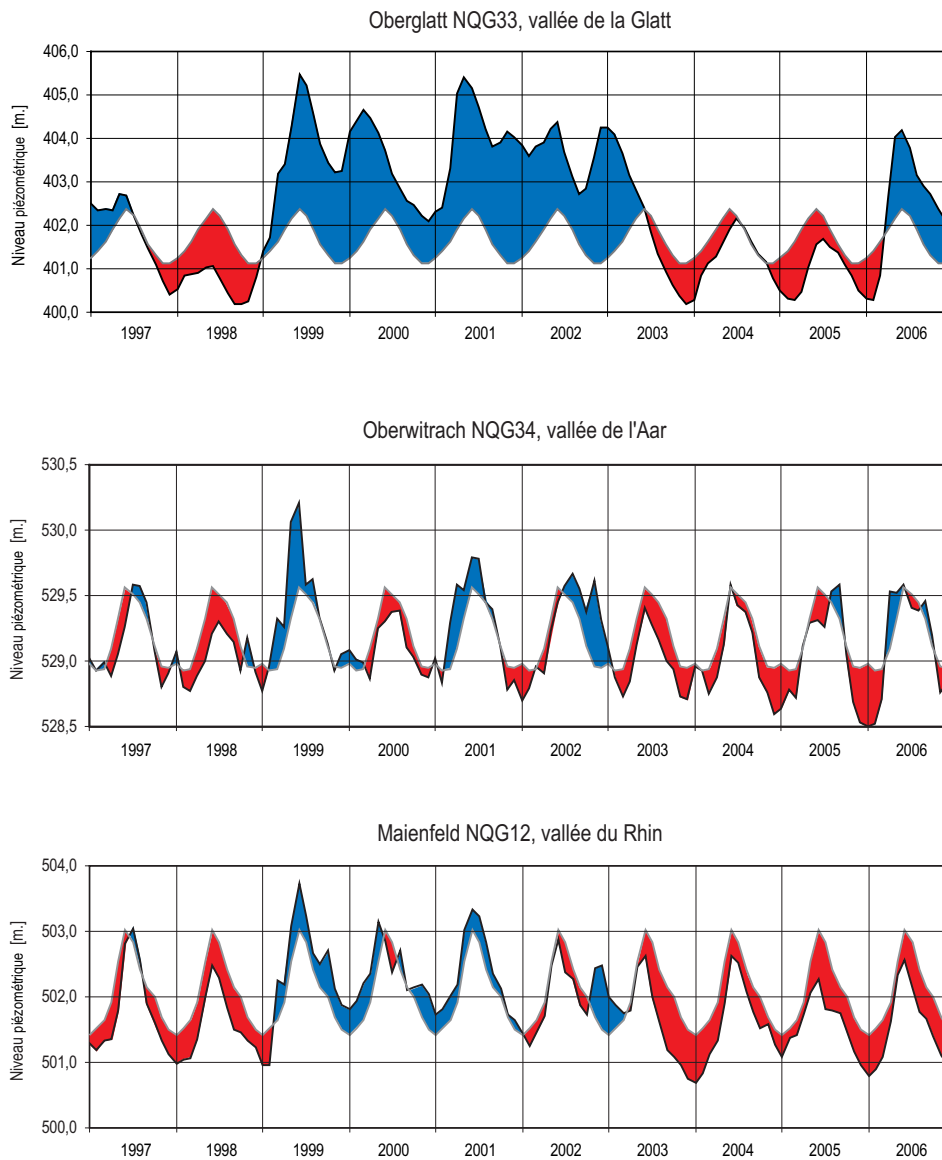 Oberglatt NQG33, vallée de la Glatt
Niveau piézométrique [m.]
406,0
405,0
404,0
403,0
402,0
401,0
400,0
1997 1998 1999 2000 2001 2002 2003 2004 2005 2006
Oberwitrach NQG34, vallée de l'Aar
Niveau piézométrique [m.]
530,5
530,0
529,5
529,0
528,5
1997 1998 1999 2000 2001 2002 2003 2004 2005 2006
Maienfeld NQG12, vallée du Rhin
Niveau piézométrique [m.]
504,0
503,0
502,0
501,0
500,0
1997 1998 1999 2000 2001 2002 2003 2004 2005 2006